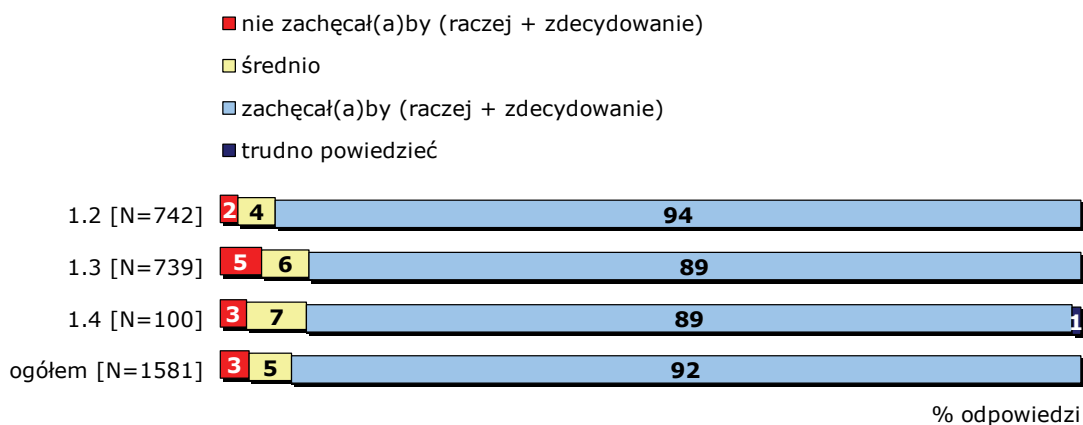 nie zachęcał(a)by (raczej + zdecydowanie)
średnio
zachęcał(a)by (raczej + zdecydowanie)
trudno powiedzieć
1.2 [N=742] 2 4 94
1.3 [N=739] 5 6 89
1.4 [N=100] 3 7 89 1
ogółem [N=1581] 3 5 92
% odpowiedzi